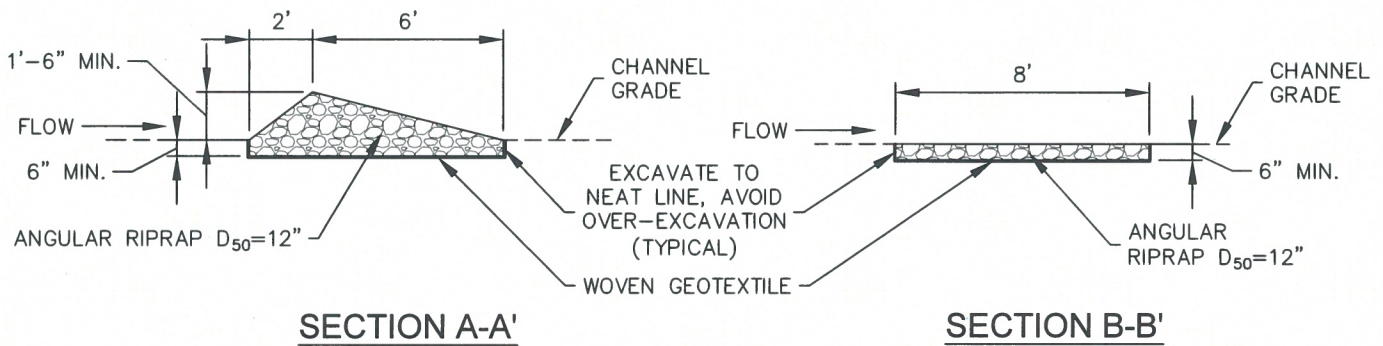 2'
6'
1'-6" MIN.
CHANNEL
GRADE
FLOW
6" MIN.
EXCAVATE TO
NEAT LINE, AVOID
OVER-EXCAVATION
(TYPICAL)
ANGULAR RIPRAP D₅₀=12"
WOVEN GEOTEXTILE
SECTION A-A'
8'
CHANNEL
GRADE
FLOW
6" MIN.
ANGULAR
RIPRAP D₅₀=12"
SECTION B-B'